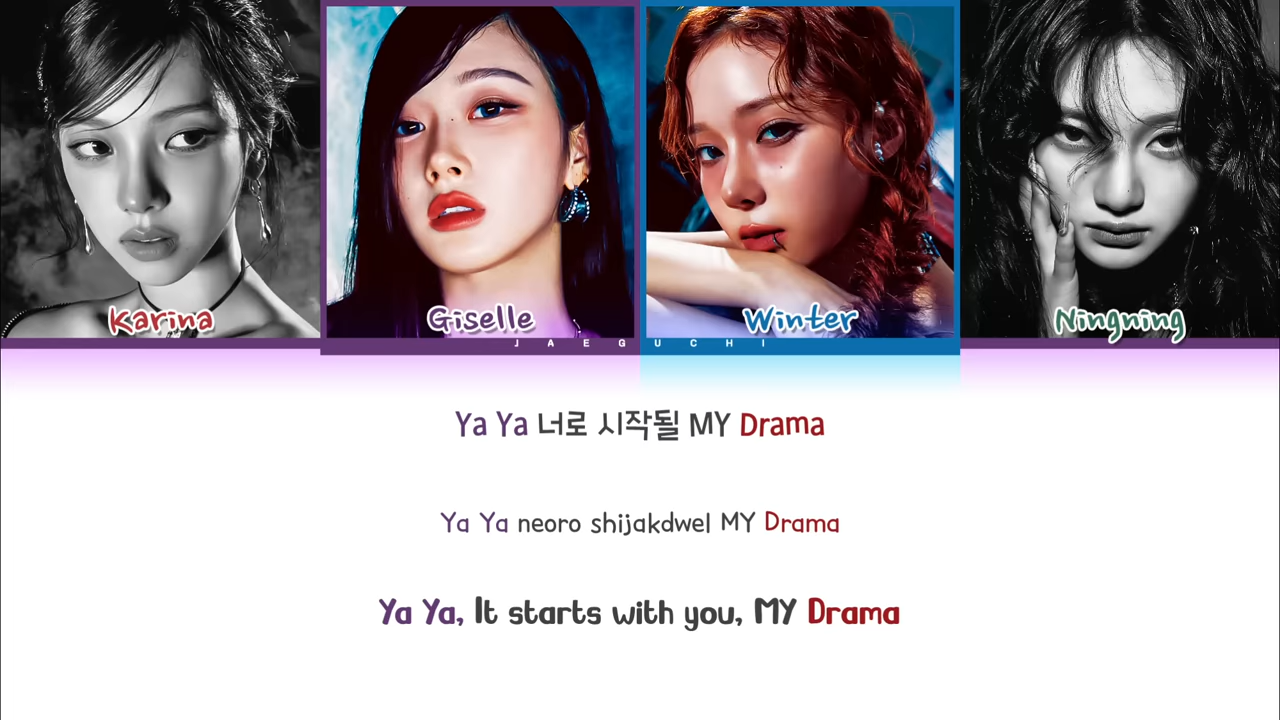 Karina Giselle Winter Ningning
JAEGUCHI
Ya Ya 너로 시작될 MY Drama
Ya Ya neoro shijakdwel MY Drama
Ya Ya, It starts with you, MY Drama